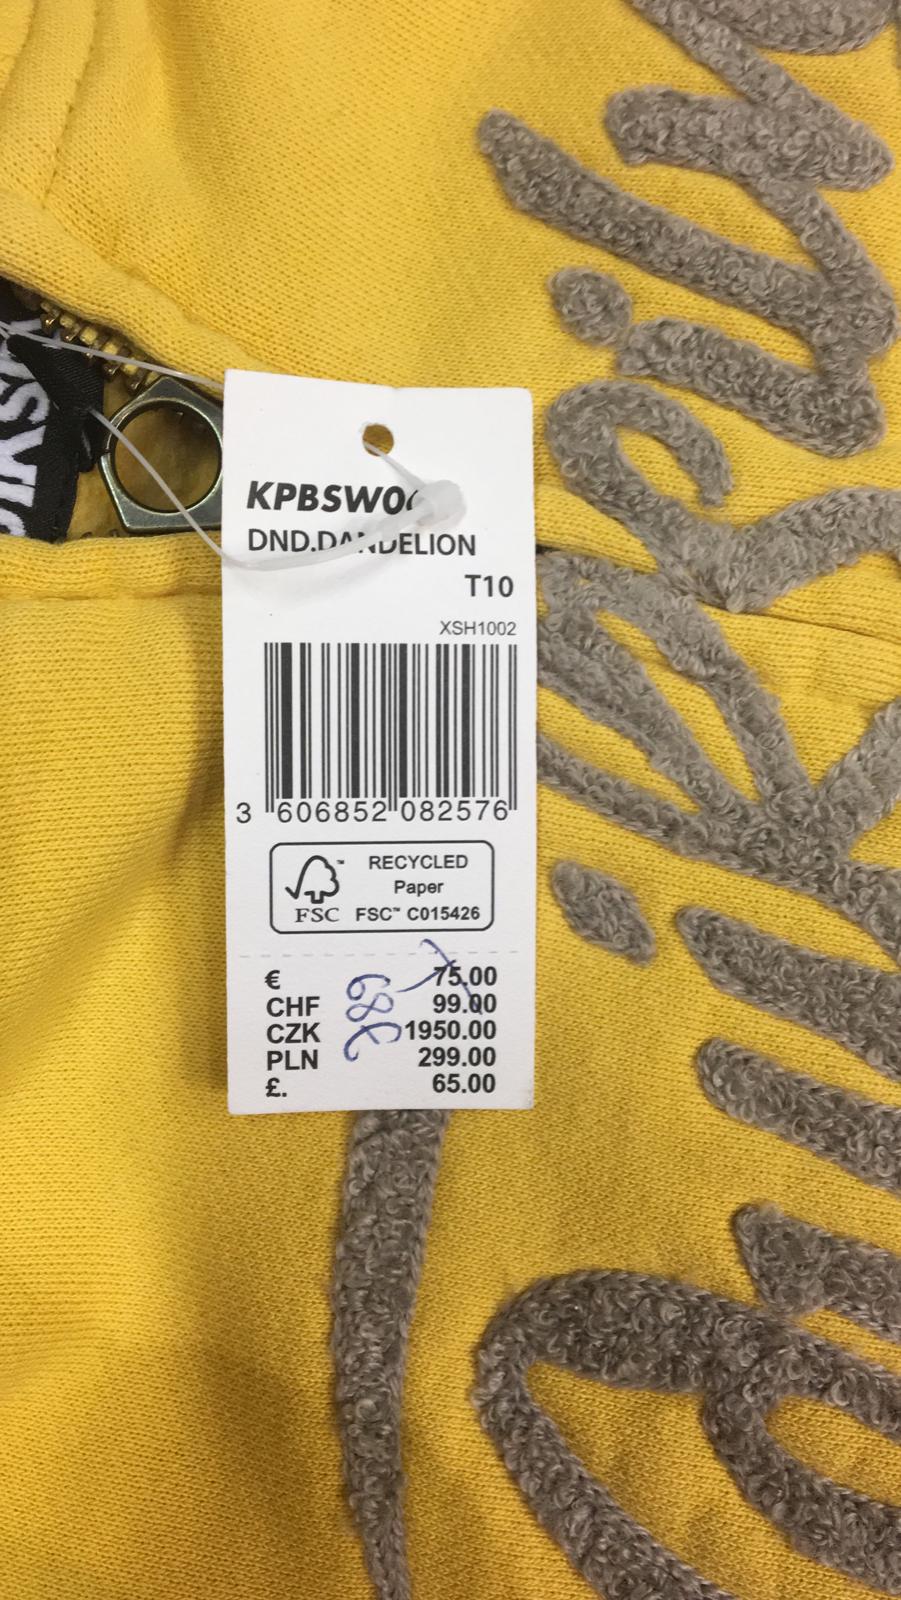 DND.DANDELION
T10
XSH1002
3 606852 082576
RECYCLED
Paper
FSC™ C015426
FSC
€ 75.00
68€
CHF 99.00
CZK 1950.00
PLN 299.00
£. 65.00